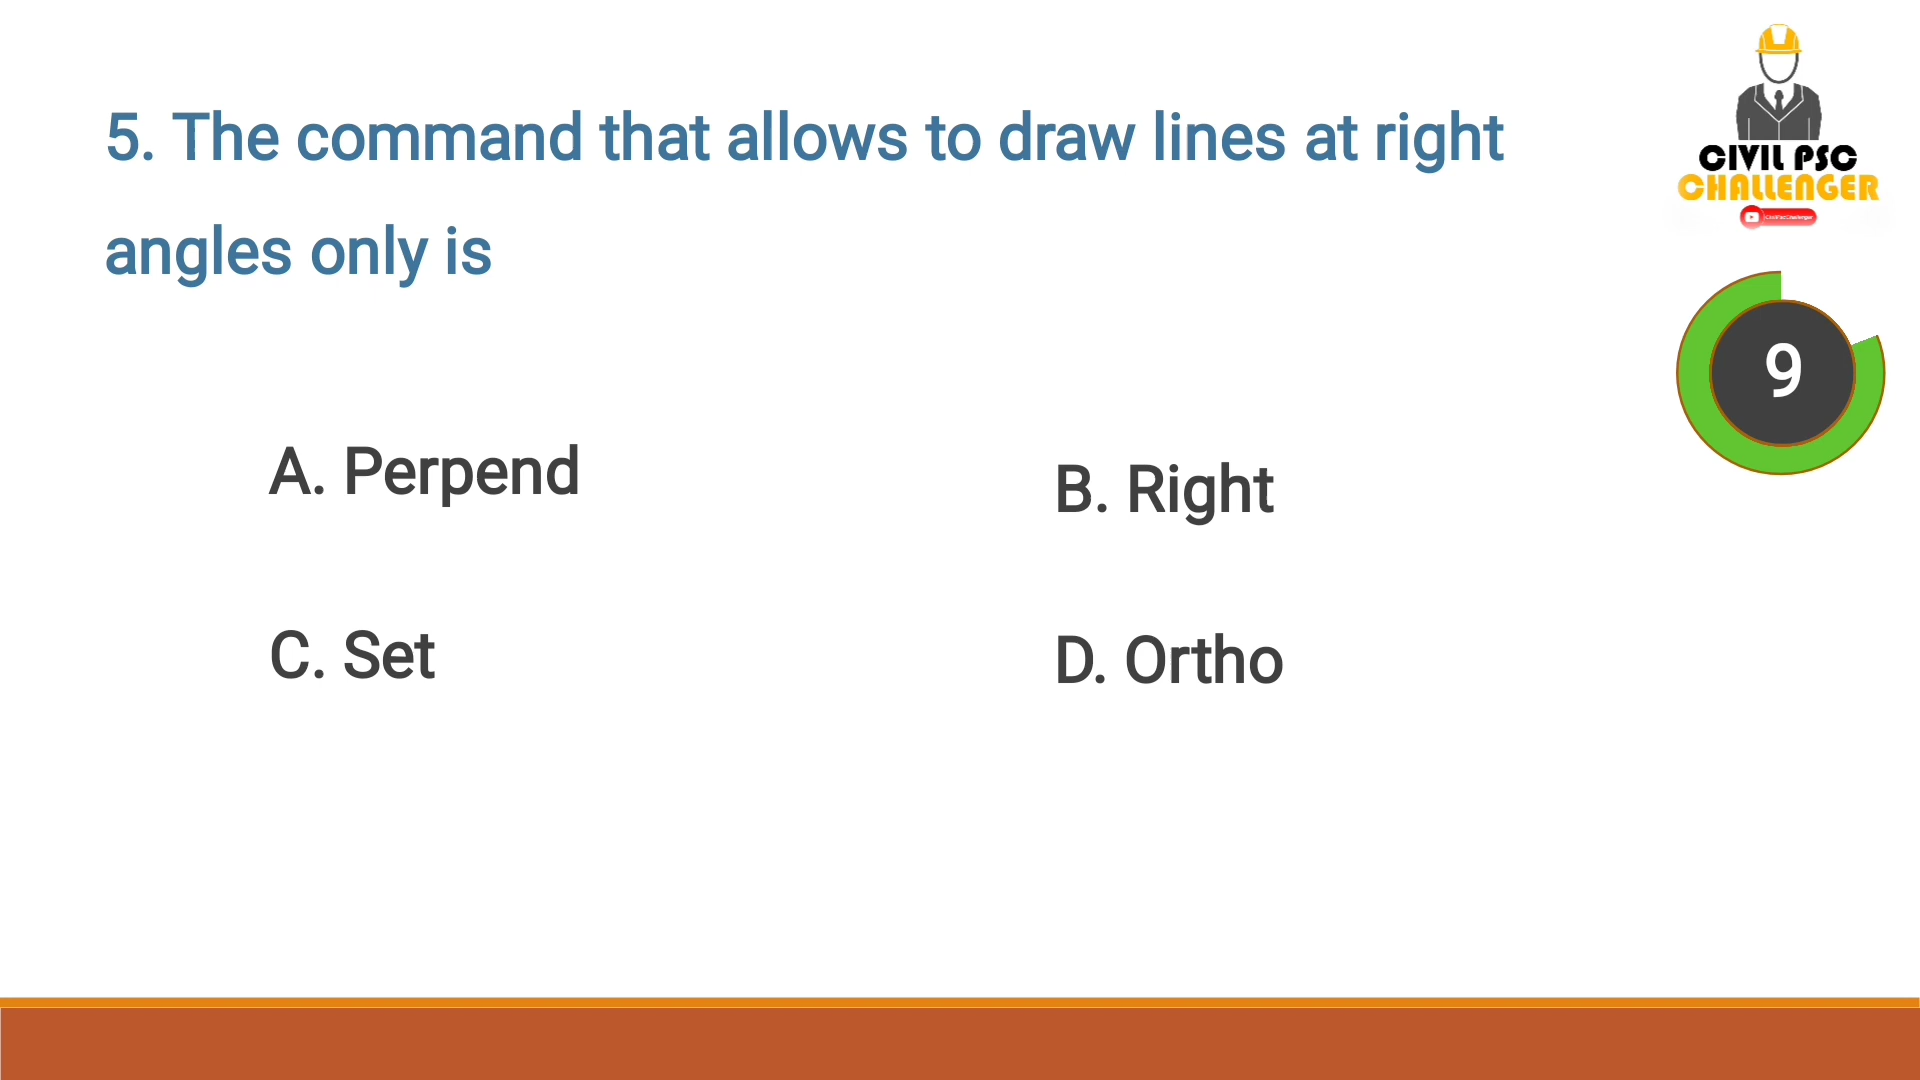 5. The command that allows to draw lines at right
angles only is
A. Perpend
B. Right
C. Set
D. Ortho
CIVIL PSC
CHALLENGER
9